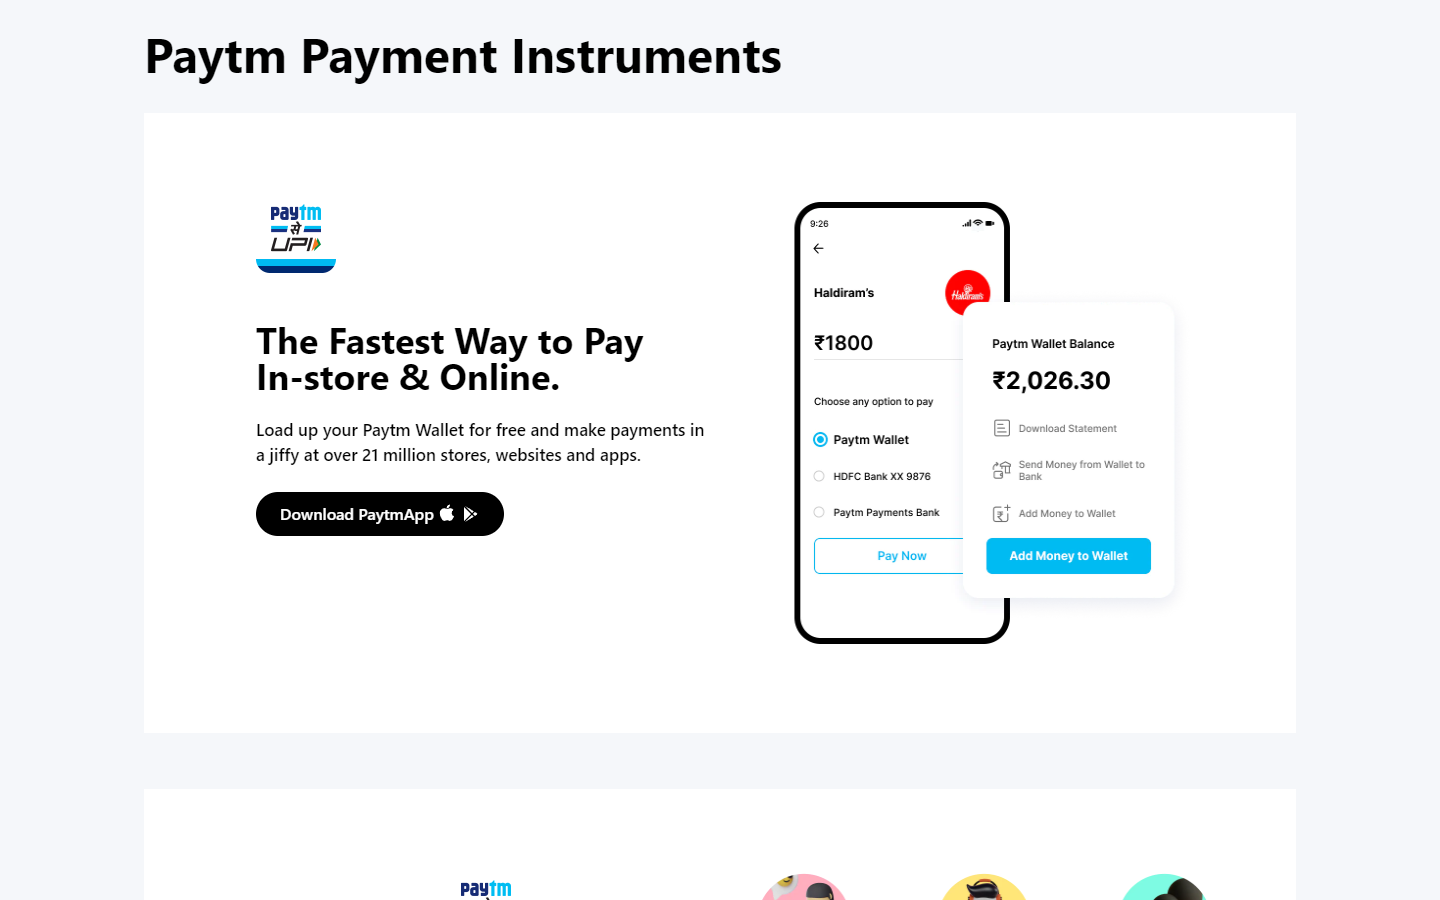 Paytm Payment Instruments
paytm
से
UPI
The Fastest Way to Pay
In-store & Online.
Load up your Paytm Wallet for free and make payments in
a jiffy at over 21 million stores, websites and apps.
Download PaytmApp
9:26
Haldiram's
Haldiram's
₹1800
Choose any option to pay
Paytm Wallet
HDFC Bank XX 9876
Paytm Payments Bank
Pay Now
Paytm Wallet Balance
₹2,026.30
Download Statement
Send Money from Wallet to
Bank
Add Money to Wallet
Add Money to Wallet
paytm